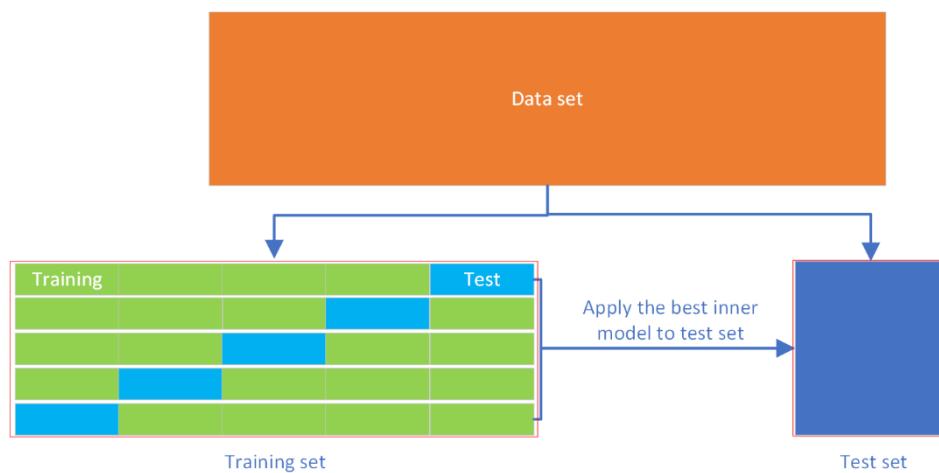 Data set
Training
Test
Apply the best inner
model to test set
Training set
Test set